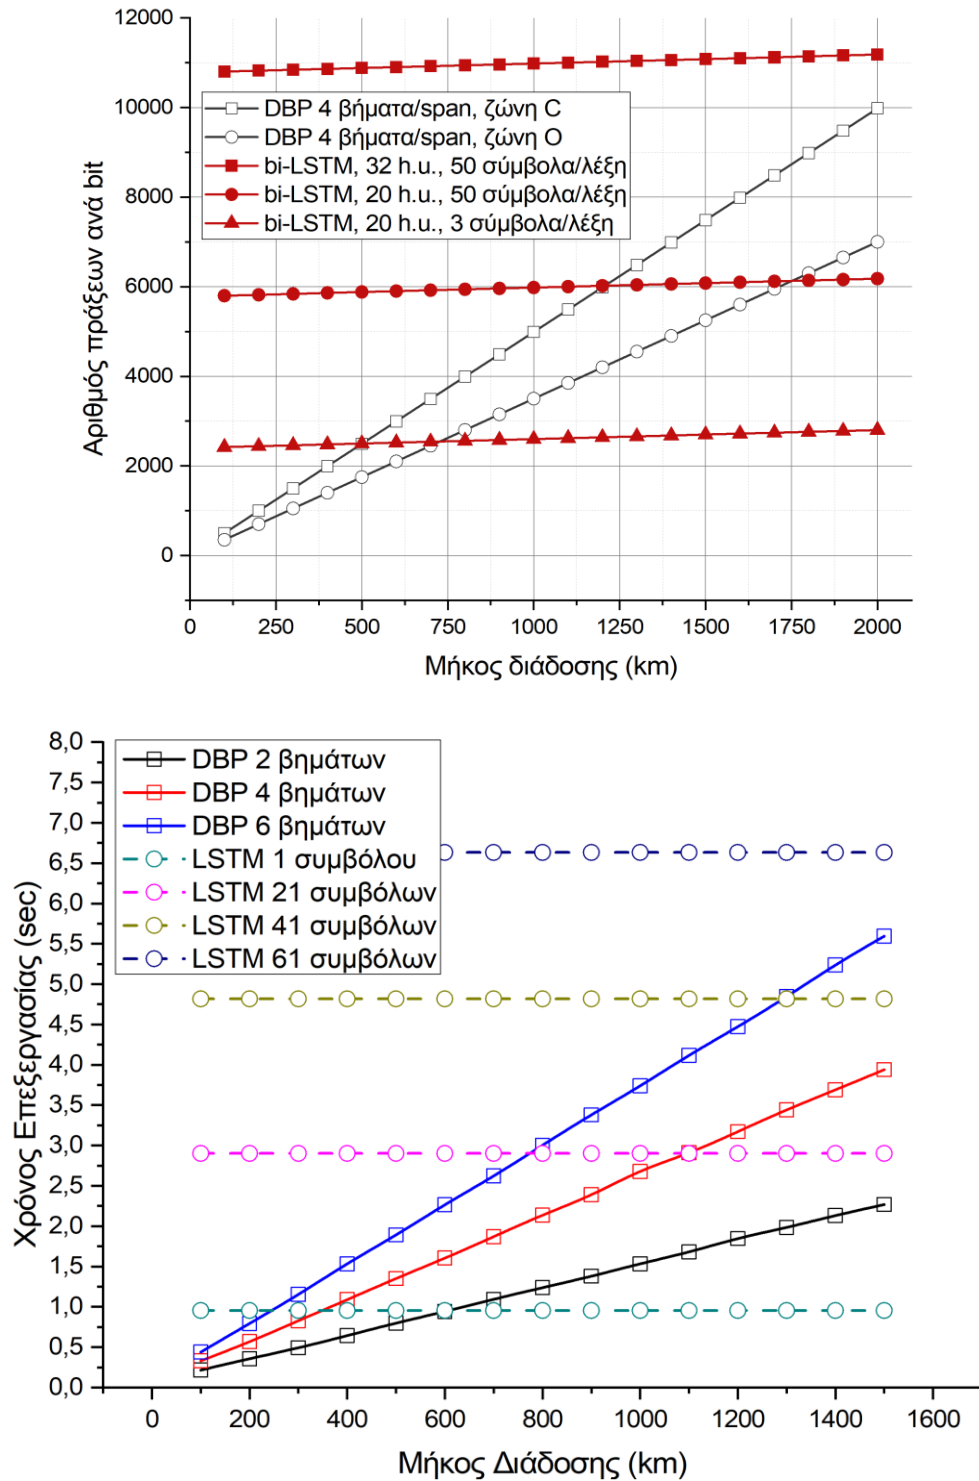 12000
10000
8000
6000
4000
2000
0
Αριθμός πράξεων ανά bit
DBP 4 βήματα/span, ζώνη C
DBP 4 βήματα/span, ζώνη O
bi-LSTM, 32 h.u., 50 σύμβολα/λέξη
bi-LSTM, 20 h.u., 50 σύμβολα/λέξη
bi-LSTM, 20 h.u., 3 σύμβολα/λέξη
0 250 500 750 1000 1250 1500 1750 2000
Μήκος διάδοσης (km)
8,0
7,5
7,0
6,5
6,0
5,5
5,0
4,5
4,0
3,5
3,0
2,5
2,0
1,5
1,0
0,5
0,0
Χρόνος Επεξεργασίας (sec)
DBP 2 βημάτων
DBP 4 βημάτων
DBP 6 βημάτων
LSTM 1 συμβόλου
LSTM 21 συμβόλων
LSTM 41 συμβόλων
LSTM 61 συμβόλων
0 200 400 600 800 1000 1200 1400 1600
Μήκος Διάδοσης (km)